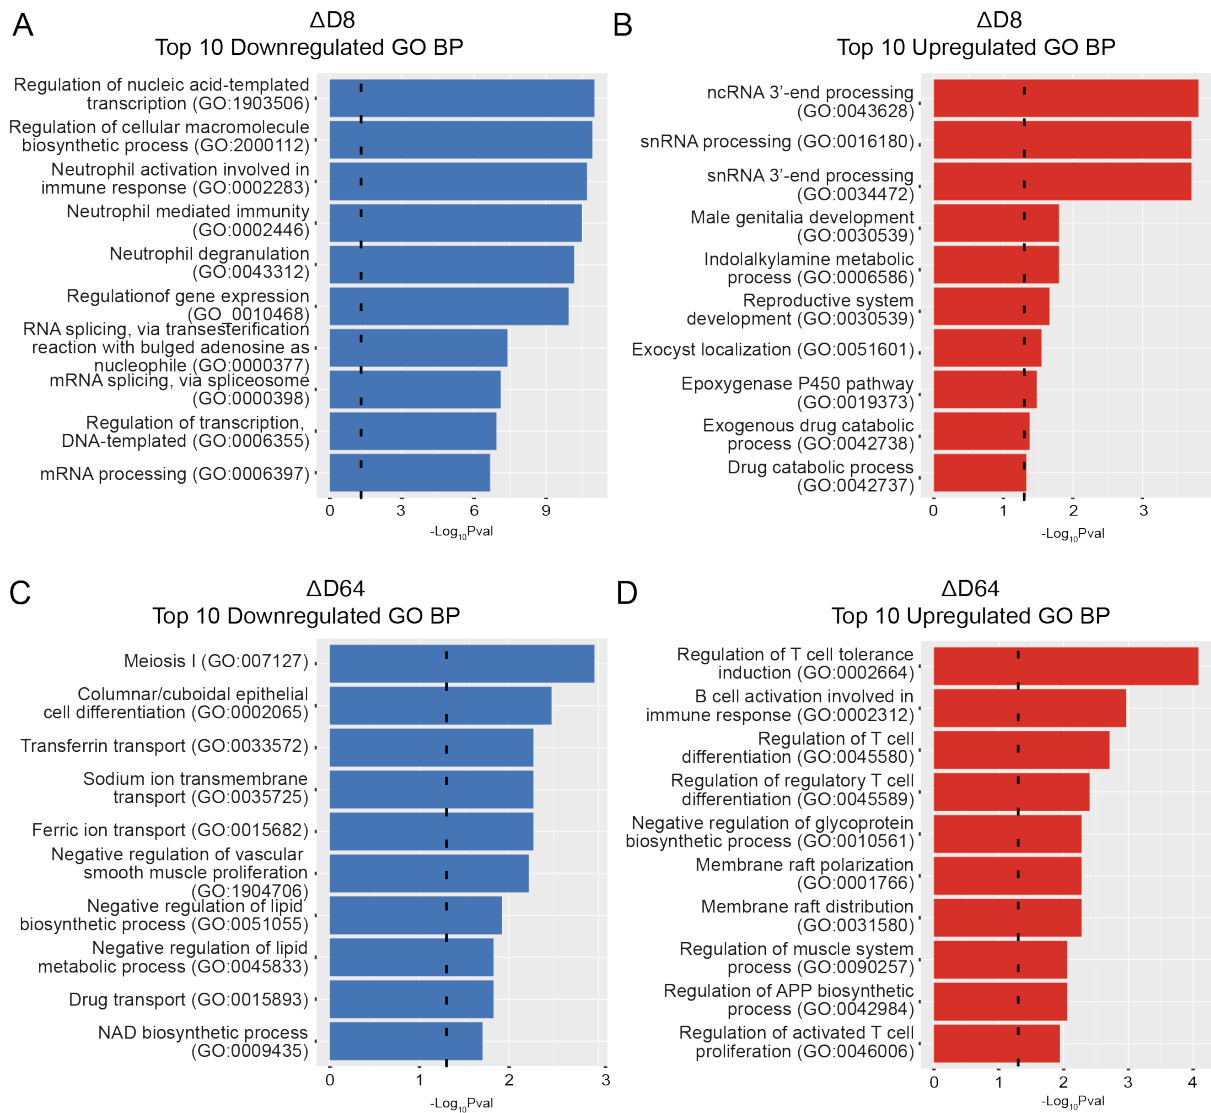 A
ΔD8
Top 10 Downregulated GO BP
Regulation of nucleic acid-templated
transcription (GO:1903506)
Regulation of cellular macromolecule
biosynthetic process (GO:2000112)
Neutrophil activation involved in
immune response (GO:0002283)
Neutrophil mediated immunity
(GO:0002446)
Neutrophil degranulation
(GO:0043312)
Regulationof gene expression
(GO_0010468)
RNA splicing, via transesterification
reaction with bulged adenosine as
nucleophile (GO:0000377)
mRNA splicing, via spliceosome
(GO:0000398)
Regulation of transcription,
DNA-templated (GO:0006355)
mRNA processing (GO:0006397)
0 3 6 9
-Log10Pval
B
ΔD8
Top 10 Upregulated GO BP
ncRNA 3’-end processing
(GO:0043628)
snRNA processing (GO:0016180)
snRNA 3’-end processing
(GO:0034472)
Male genitalia development
(GO:0030539)
Indolalkylamine metabolic
process (GO:0006586)
Reproductive system
development (GO:0030539)
Exocyst localization (GO:0051601)
Epoxygenase P450 pathway
(GO:0019373)
Exogenous drug catabolic
process (GO:0042738)
Drug catabolic process
(GO:0042737)
0 1 2 3
-Log10Pval
C
ΔD64
Top 10 Downregulated GO BP
Meiosis I (GO:007127)
Columnar/cuboidal epithelial
cell differentiation (GO:0002065)
Transferrin transport (GO:0033572)
Sodium ion transmembrane
transport (GO:0035725)
Ferric ion transport (GO:0015682)
Negative regulation of vascular
smooth muscle proliferation
(GO:1904706)
Negative regulation of lipid
biosynthetic process (GO:0051055)
Negative regulation of lipid
metabolic process (GO:0045833)
Drug transport (GO:0015893)
NAD biosynthetic process
(GO:0009435)
0 1 2 3
-Log10Pval
D
ΔD64
Top 10 Upregulated GO BP
Regulation of T cell tolerance
induction (GO:0002664)
B cell activation involved in
immune response (GO:0002312)
Regulation of T cell
differentiation (GO:0045580)
Regulation of regulatory T cell
differentiation (GO:0045589)
Negative regulation of glycoprotein
biosynthetic process (GO:0010561)
Membrane raft polarization
(GO:0001766)
Membrane raft distribution
(GO:0031580)
Regulation of muscle system
process (GO:0090257)
Regulation of APP biosynthetic
process (GO:0042984)
Regulation of activated T cell
proliferation (GO:0046006)
0 1 2 3 4
-Log10Pval